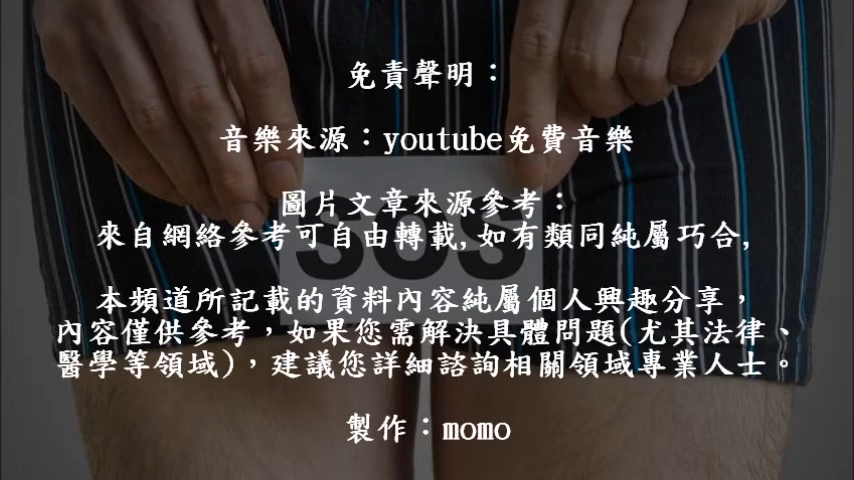 免責聲明：
音樂來源：youtube免費音樂
圖片文章來源參考：
來自網絡參考可自由轉載,如有類同純屬巧合,
本頻道所記載的資料內容純屬個人興趣分享，
內容僅供參考，如果您需解決具體問題(尤其法律、
醫學等領域)，建議您詳細諮詢相關領域專業人士。
製作：momo
SOS